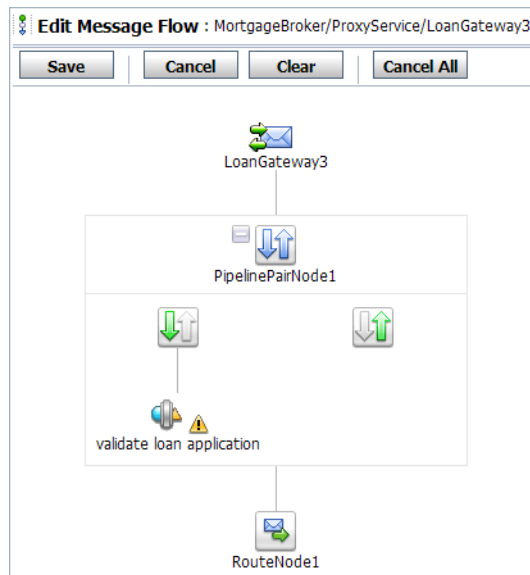 Edit Message Flow : MortgageBroker/ProxyService/LoanGateway3
Save Cancel Clear Cancel All
LoanGateway3
PipelinePairNode1
validate loan application
RouteNode1